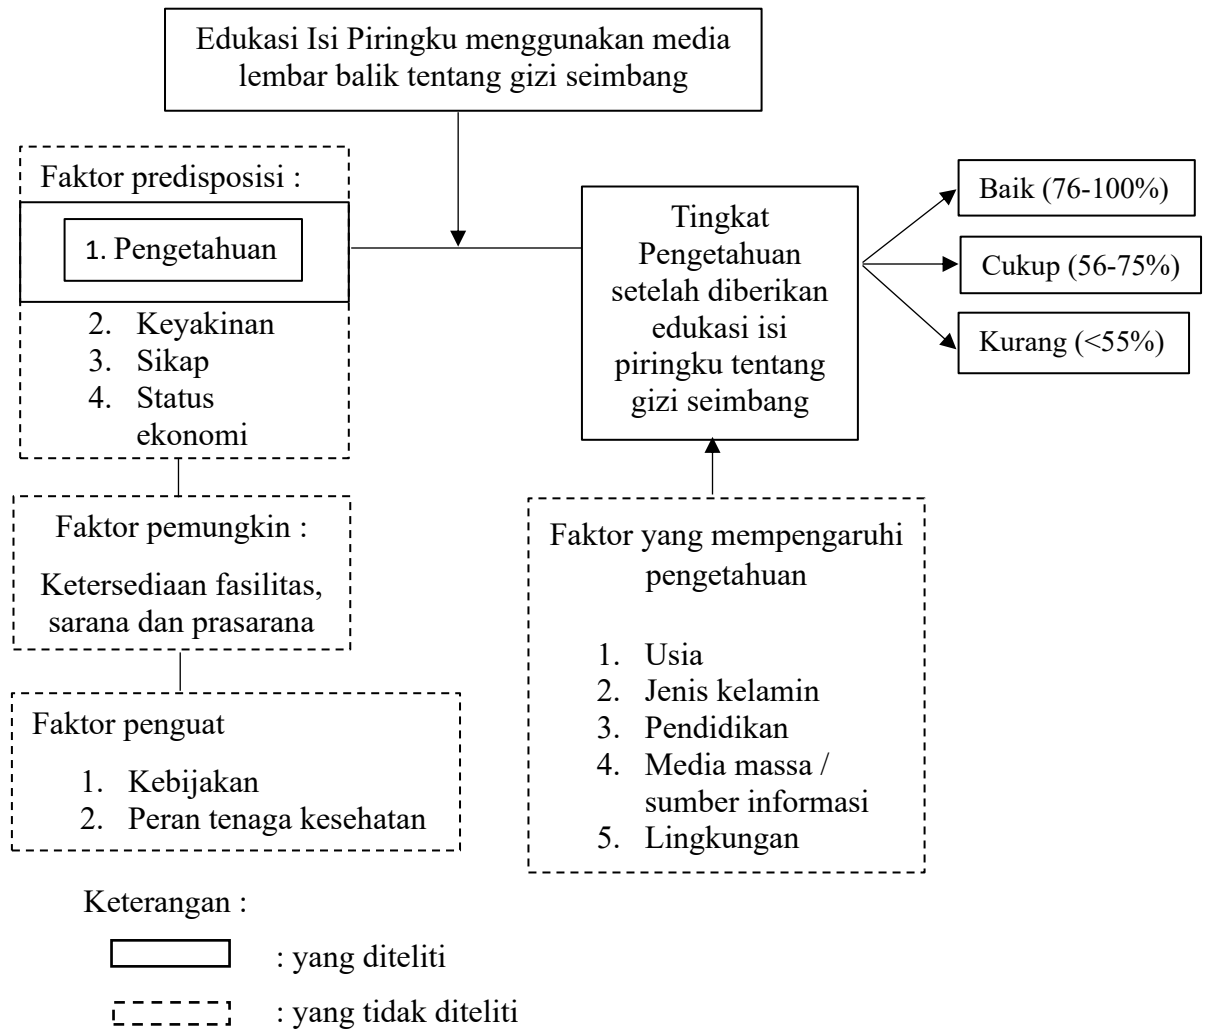 Edukasi Isi Piringku menggunakan media
lembar balik tentang gizi seimbang
Faktor predisposisi :
1. Pengetahuan
2. Keyakinan
3. Sikap
4. Status
ekonomi
Tingkat
Pengetahuan
setelah diberikan
edukasi isi
piringku tentang
gizi seimbang
Baik (76-100%)
Cukup (56-75%)
Kurang (<55%)
Faktor pemungkin :
Ketersediaan fasilitas,
sarana dan prasarana
Faktor penguat
1. Kebijakan
2. Peran tenaga kesehatan
Faktor yang mempengaruhi
pengetahuan
1. Usia
2. Jenis kelamin
3. Pendidikan
4. Media massa /
sumber informasi
5. Lingkungan
Keterangan :
: yang diteliti
: yang tidak diteliti